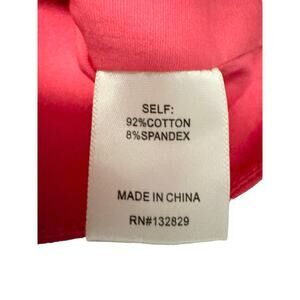 SELF:
92%COTTON
8%SPANDEX
MADE IN CHINA
RN#132829